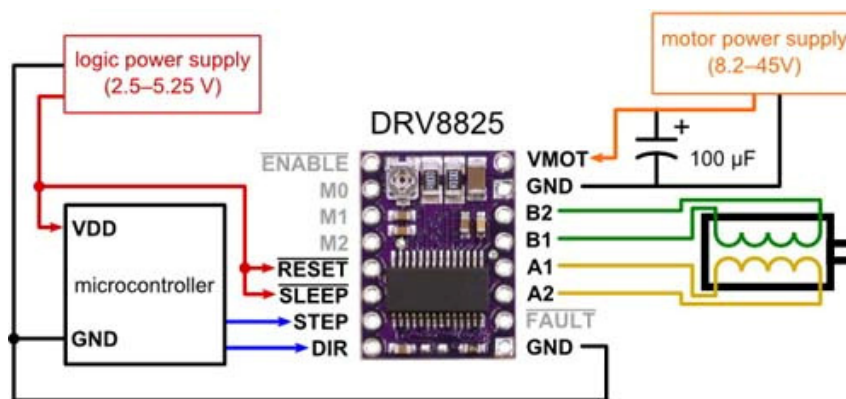 logic power supply
(2.5–5.25 V)
motor power supply
(8.2–45V)
DRV8825
+
100 µF
ENABLE
M0
M1
M2
RESET
SLEEP
STEP
DIR
VMOT
GND
B2
B1
A1
A2
FAULT
GND
VDD
microcontroller
GND